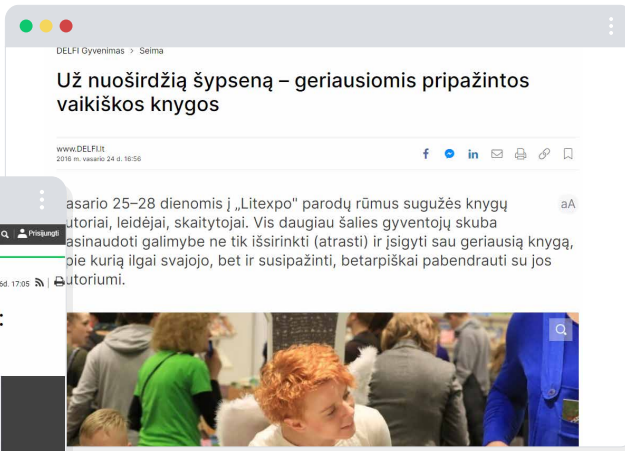 DELFI Gyvenimas > Seima
Už nuoširdžią šypseną – geriausiomis pripažintos
vaikiškos knygos
www.DELFI.lt
2016 m. vasario 24 d. 16:56
asario 25–28 dienomis į „Litexpo" parodų rūmus sugužės knygų
aA
utoriai, leidėjai, skaitytojai. Vis daugiau šalies gyventojų skuba
asinaudoti galimybe ne tik išsirinkti (atrasti) ir įsigyti sau geriausią knygą,
pie kurią ilgai svajojo, bet ir susipažinti, betarpiškai pabendrauti su jos
utoriumi.
Prisijungti
6d. 17:05
: